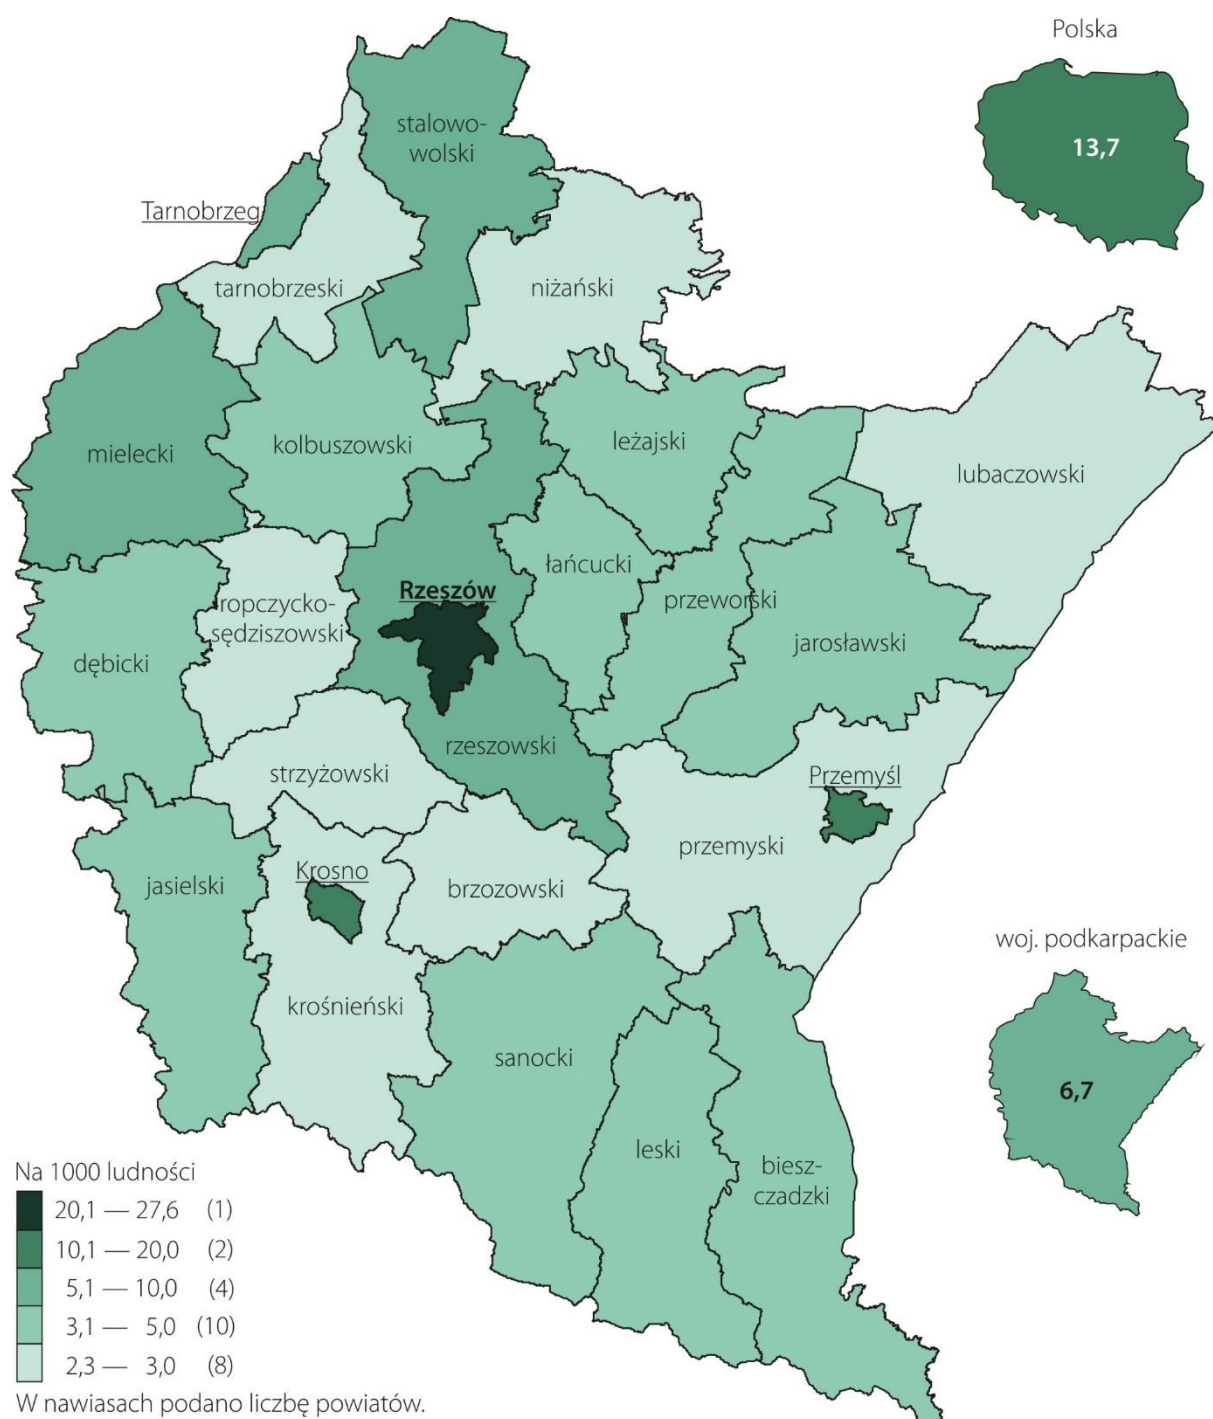 Polska
13,7
stalowo-
wolski
Tarnobrzeg
tarnobrzeski
niżański
mielecki
kolbuszowski
leżajski
lubaczowski
łańcucki
Rzeszów
przeworski
ropczycko-
sędziszowski
jarosławski
dębicki
rzeszowski
strzyżowski
Przemyśl
przemyski
Krosno
jasielski
brzozowski
woj. podkarpackie
6,7
krośnieński
sanocki
leski
biesz-
czadzki
Na 1000 ludności
20,1 — 27,6 (1)
10,1 — 20,0 (2)
5,1 — 10,0 (4)
3,1 — 5,0 (10)
2,3 — 3,0 (8)
W nawiasach podano liczbę powiatów.